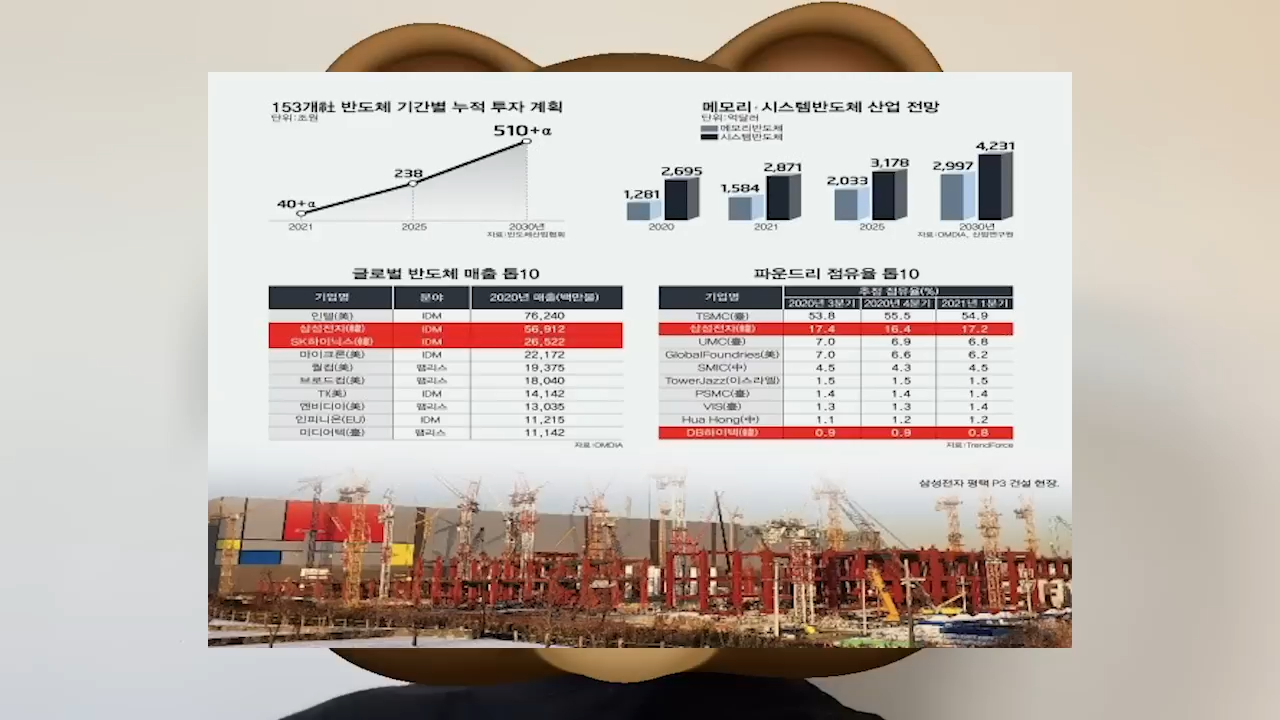 153개社 반도체 기간별 누적 투자 계획
단위:조원
510+α
238
40+α
2021 2025 2030년
자료:반도체산업협회
메모리·시스템반도체 산업 전망
단위:억달러
메모리반도체
시스템반도체
1,281 2,695 1,584 2,871 2,033 3,178 2,997 4,231
2020 2021 2025 2030년
자료:OMDIA, 산업연구원
글로벌 반도체 매출 톱10
기업명 분야 2020년 매출(백만불)
인텔(美) IDM 76,240
삼성전자(韓) IDM 56,912
SK하이닉스(韓) IDM 26,522
마이크론(美) IDM 22,172
퀄컴(美) 팹리스 19,375
브로드컴(美) 팹리스 18,040
TI(美) IDM 14,142
엔비디아(美) 팹리스 13,035
인피니온(EU) IDM 11,215
미디어텍(臺) 팹리스 11,142
자료:OMDIA
파운드리 점유율 톱10
기업명 추정 점유율(%)
2020년 3분기 2020년 4분기 2021년 1분기
TSMC(臺) 53.8 55.5 54.9
삼성전자(韓) 17.4 16.4 17.2
UMC(臺) 7.0 6.9 6.8
GlobalFoundries(美) 7.0 6.6 6.2
SMIC(中) 4.5 4.3 4.5
TowerJazz(이스라엘) 1.5 1.5 1.5
PSMC(臺) 1.4 1.4 1.4
VIS(臺) 1.3 1.3 1.4
Hua Hong(中) 1.1 1.2 1.2
DB하이텍(韓) 0.9 0.9 0.8
자료:TrendForce
삼성전자 평택 P3 건설 현장.